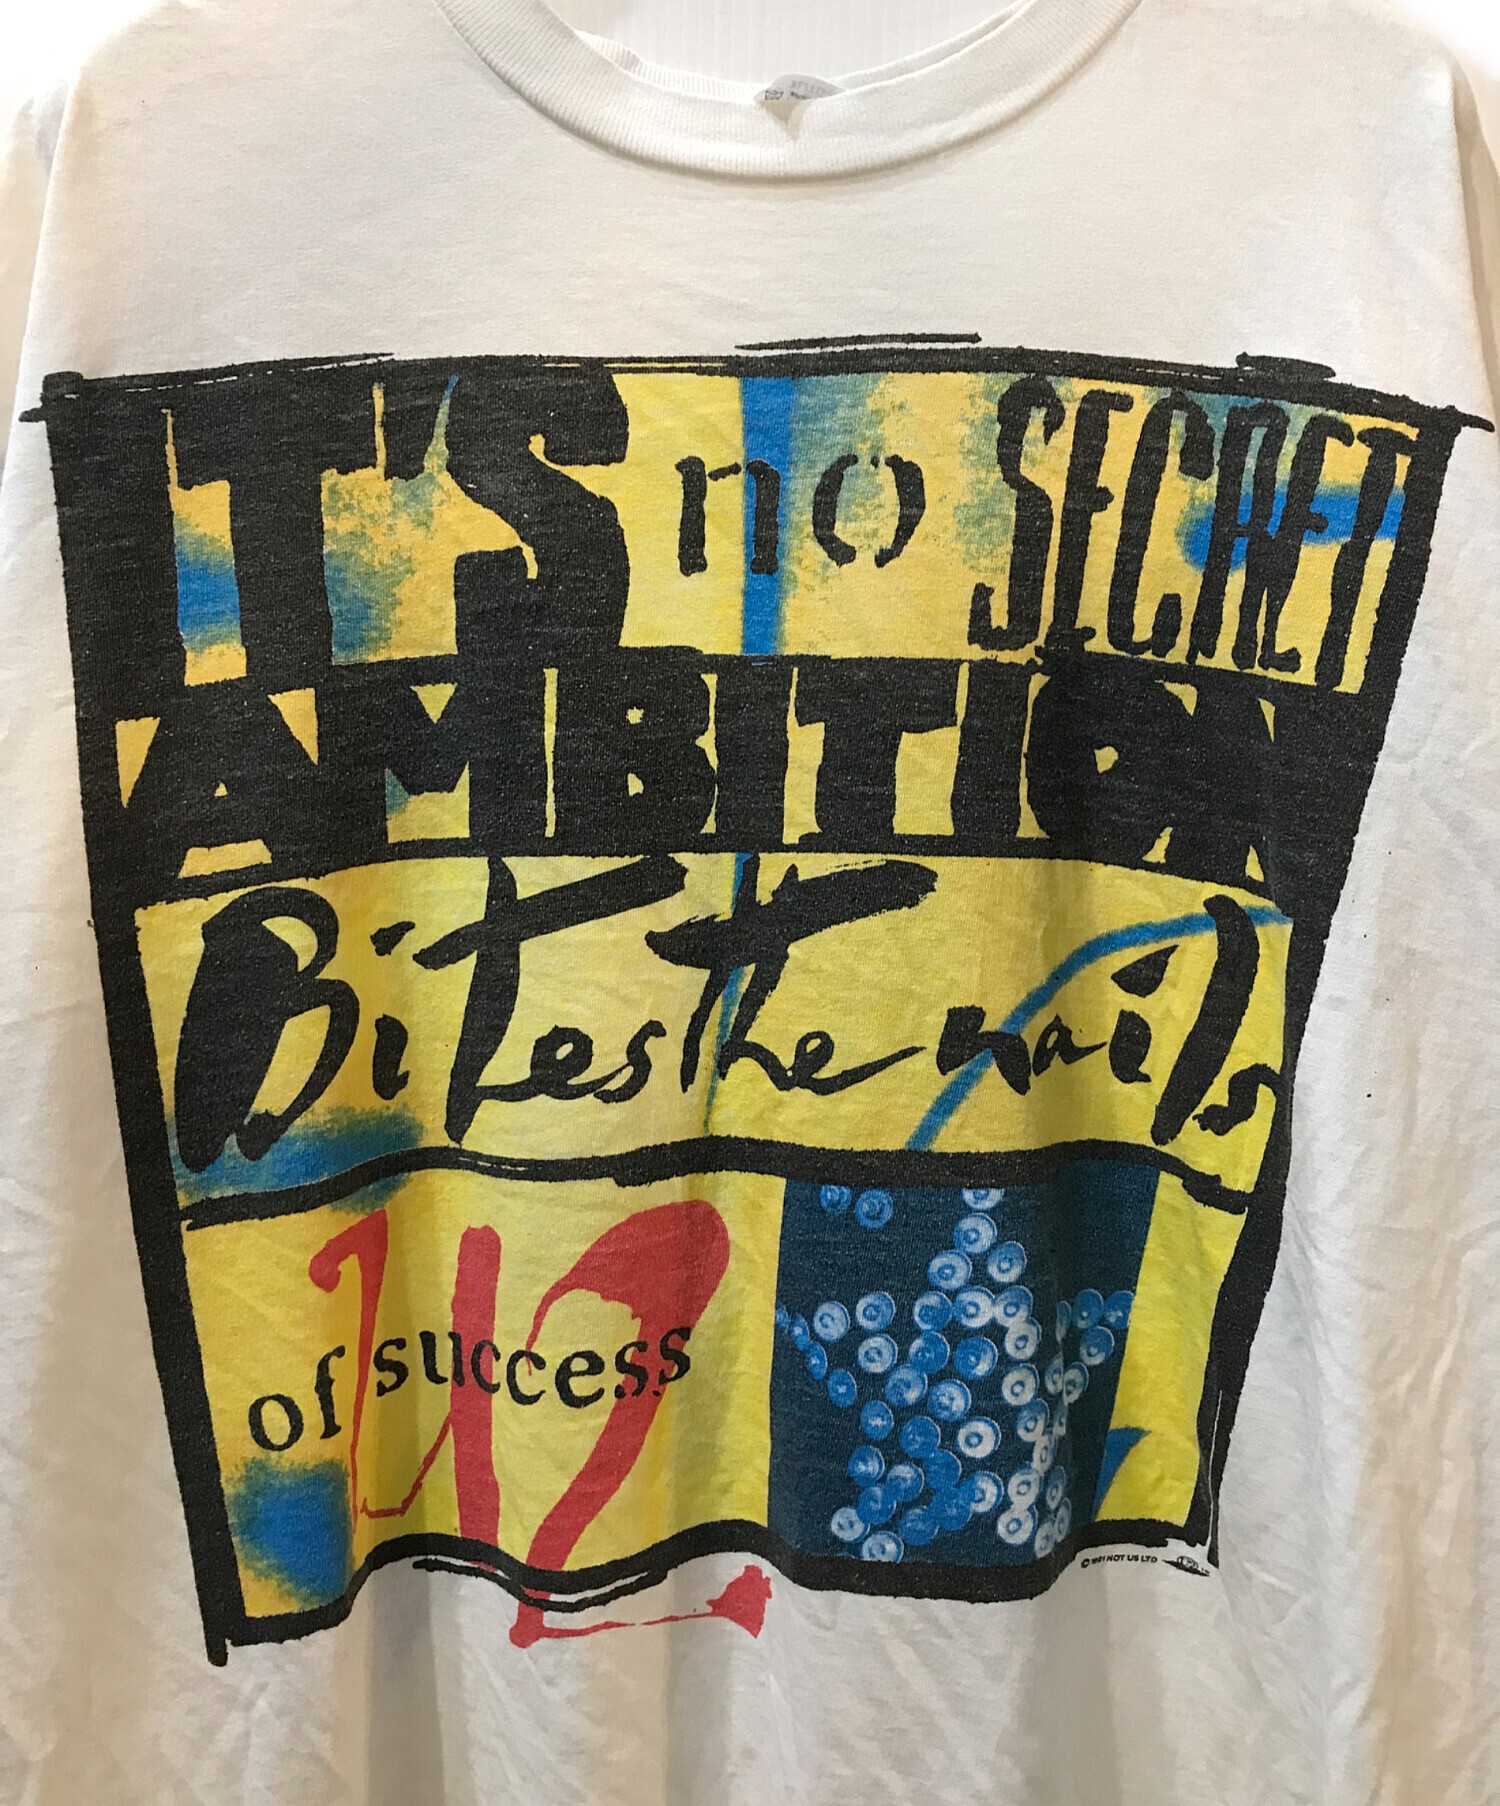 IT'S no SECRET
AMBITION
Bites the nails
U2
of success
© 1991 NOT US LTD